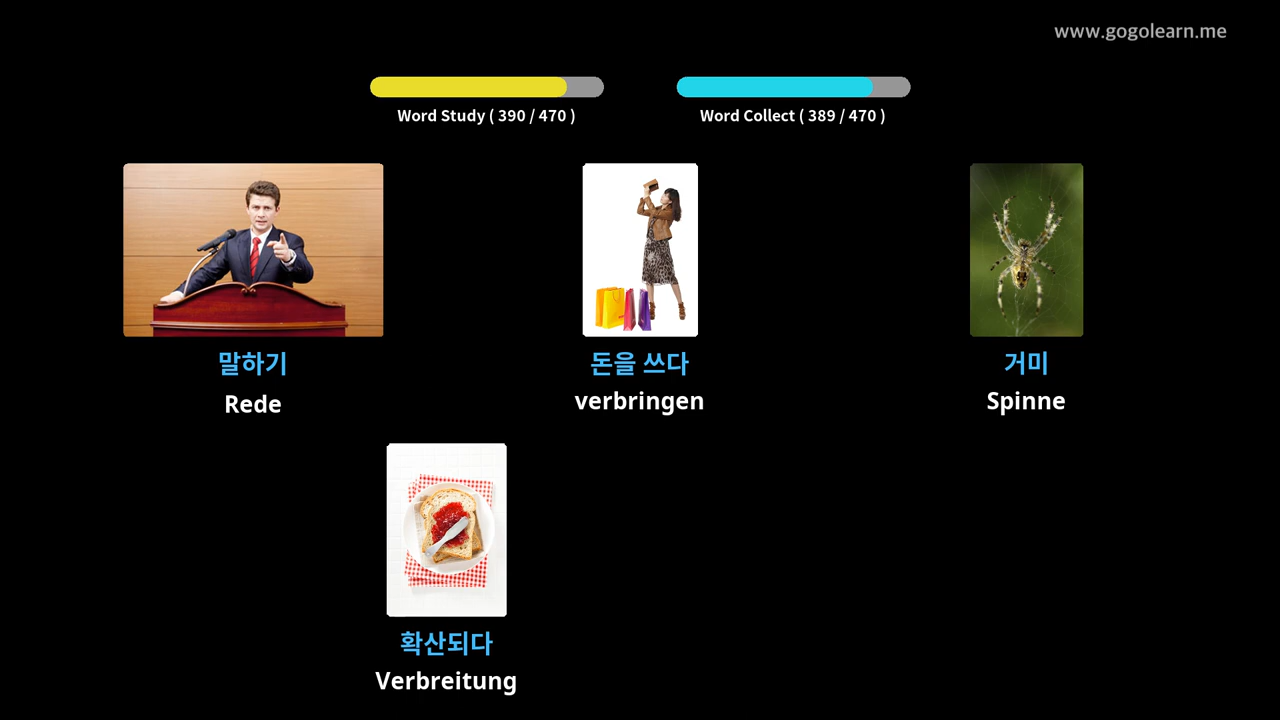 www.gogolearn.me
Word Study ( 390 / 470 )
Word Collect ( 389 / 470 )
말하기
Rede
돈을 쓰다
verbringen
거미
Spinne
확산되다
Verbreitung